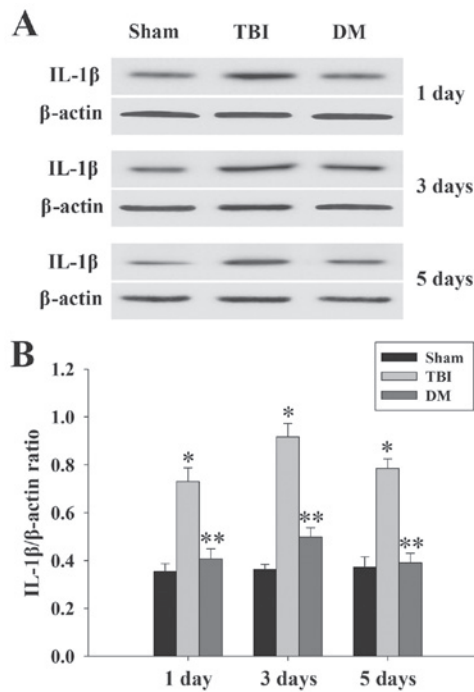 A
Sham TBI DM
IL-1β
β-actin
1 day
IL-1β
β-actin
3 days
IL-1β
β-actin
5 days
B
Sham
TBI
DM
IL-1β/β-actin ratio
1.2
1.0
0.8
0.6
0.4
0.2
0.0
* ** * ** * **
1 day 3 days 5 days